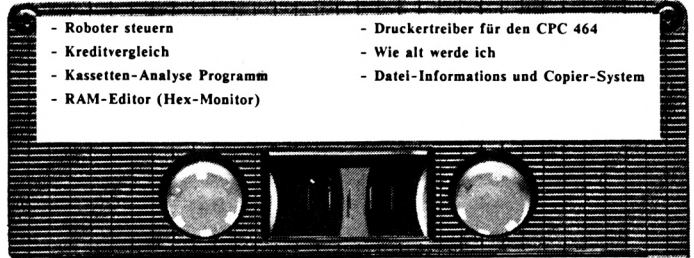 - Roboter steuern
- Kreditvergleich
- Kassetten-Analyse Programm
- RAM-Editor (Hex-Monitor)
- Druckertreiber für den CPC 464
- Wie alt werde ich
- Datei-Informations und Copier-System